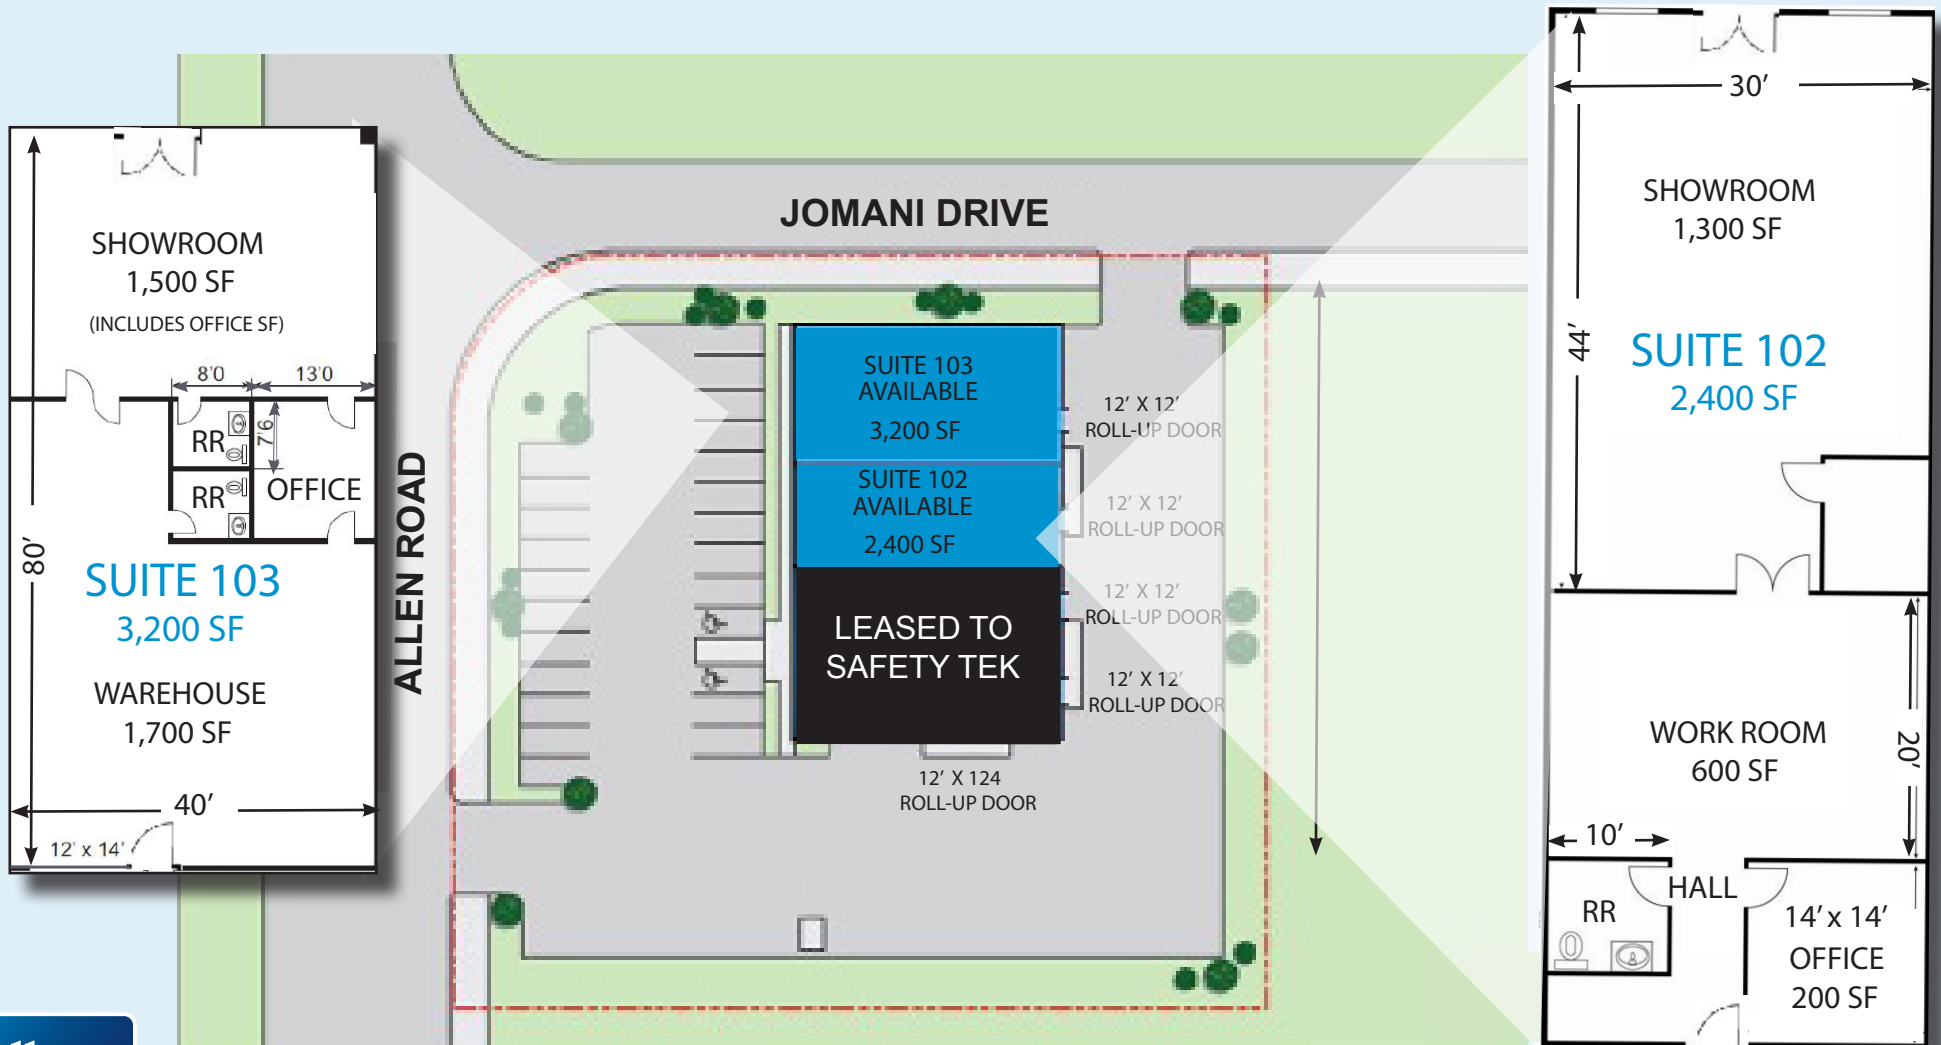 SHOWROOM
1,500 SF
(INCLUDES OFFICE SF)
8'0
13'0
RR
7'6
RR
OFFICE
80'
SUITE 103
3,200 SF
WAREHOUSE
1,700 SF
40'
12' x 14'
ALLEN ROAD
JOMANI DRIVE
SUITE 103
AVAILABLE
3,200 SF
SUITE 102
AVAILABLE
2,400 SF
LEASED TO
SAFETY TEK
12' X 12'
ROLL-UP DOOR
12' X 12'
ROLL-UP DOOR
12' X 12'
ROLL-UP DOOR
12' X 12'
ROLL-UP DOOR
12' X 124
ROLL-UP DOOR
30'
SHOWROOM
1,300 SF
44'
SUITE 102
2,400 SF
WORK ROOM
600 SF
20'
10'
HALL
RR
14' x 14'
OFFICE
200 SF